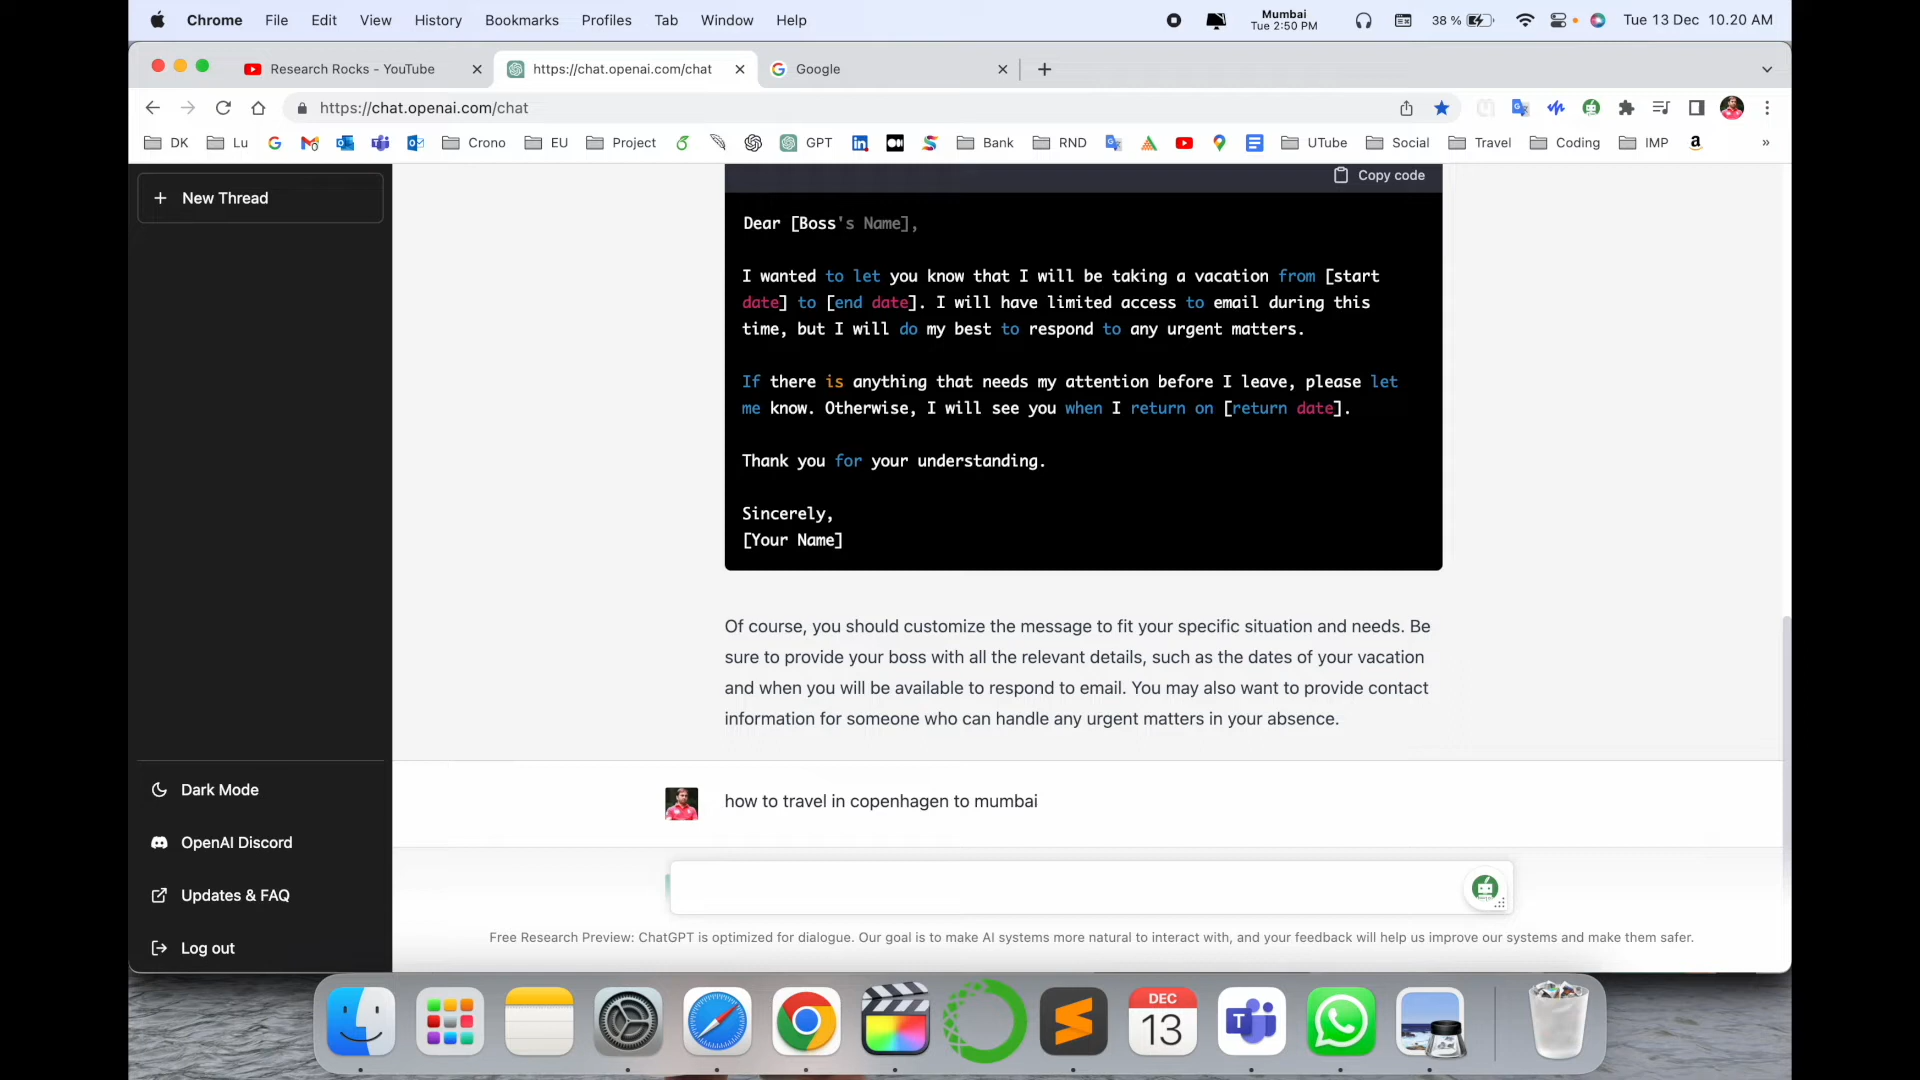 Chrome File Edit View History Bookmarks Profiles Tab Window Help Mumbai Tue 2:50 PM 38 % Tue 13 Dec 10.20 AM
Research Rocks - YouTube https://chat.openai.com/chat Google
https://chat.openai.com/chat
DK Lu Crono EU Project GPT Bank RND UTube Social Travel Coding IMP »
New Thread
Copy code
Dear [Boss's Name],
I wanted to let you know that I will be taking a vacation from [start
date] to [end date]. I will have limited access to email during this
time, but I will do my best to respond to any urgent matters.
If there is anything that needs my attention before I leave, please let
me know. Otherwise, I will see you when I return on [return date].
Thank you for your understanding.
Sincerely,
[Your Name]
Of course, you should customize the message to fit your specific situation and needs. Be
sure to provide your boss with all the relevant details, such as the dates of your vacation
and when you will be available to respond to email. You may also want to provide contact
information for someone who can handle any urgent matters in your absence.
how to travel in copenhagen to mumbai
Dark Mode
OpenAI Discord
Updates & FAQ
Log out
Free Research Preview: ChatGPT is optimized for dialogue. Our goal is to make AI systems more natural to interact with, and your feedback will help us improve our systems and make them safer.
DEC
13